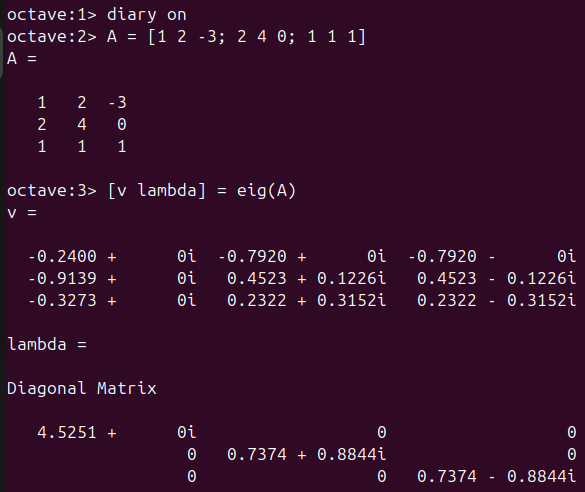 octave:1> diary on
octave:2> A = [1 2 -3; 2 4 0; 1 1 1]
A =
1 2 -3
2 4 0
1 1 1
octave:3> [v lambda] = eig(A)
v =
-0.2400 + 0i -0.7920 + 0i -0.7920 - 0i
-0.9139 + 0i 0.4523 + 0.1226i 0.4523 - 0.1226i
-0.3273 + 0i 0.2322 + 0.3152i 0.2322 - 0.3152i
lambda =
Diagonal Matrix
4.5251 + 0i 0 0
0 0.7374 + 0.8844i 0
0 0 0.7374 - 0.8844i